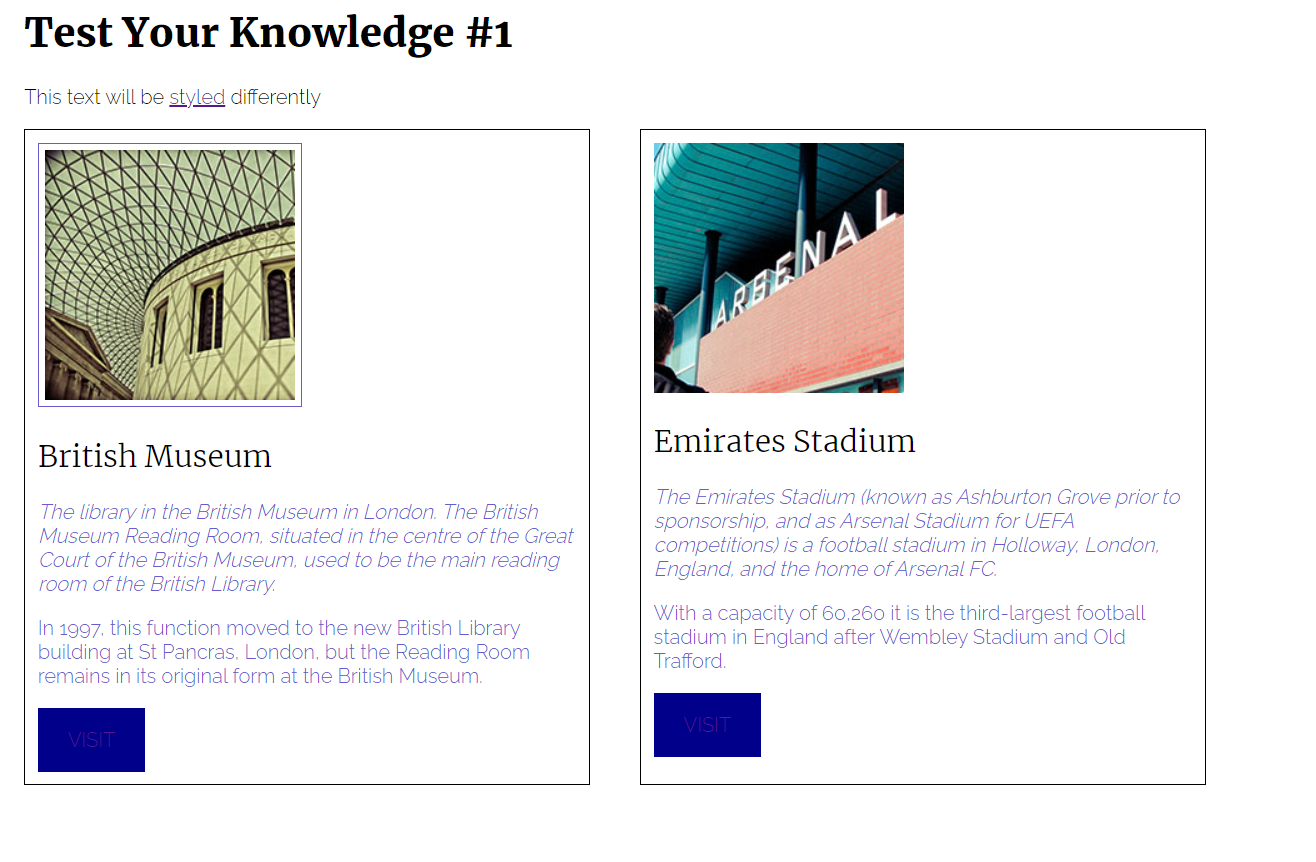 Test Your Knowledge #1
This text will be styled differently
British Museum
The library in the British Museum in London. The British
Museum Reading Room, situated in the centre of the Great
Court of the British Museum, used to be the main reading
room of the British Library.
In 1997, this function moved to the new British Library
building at St Pancras, London, but the Reading Room
remains in its original form at the British Museum.
VISIT
ARSENAL
Emirates Stadium
The Emirates Stadium (known as Ashburton Grove prior to
sponsorship, and as Arsenal Stadium for UEFA
competitions) is a football stadium in Holloway, London,
England, and the home of Arsenal FC.
With a capacity of 60,260 it is the third-largest football
stadium in England after Wembley Stadium and Old
Trafford.
VISIT